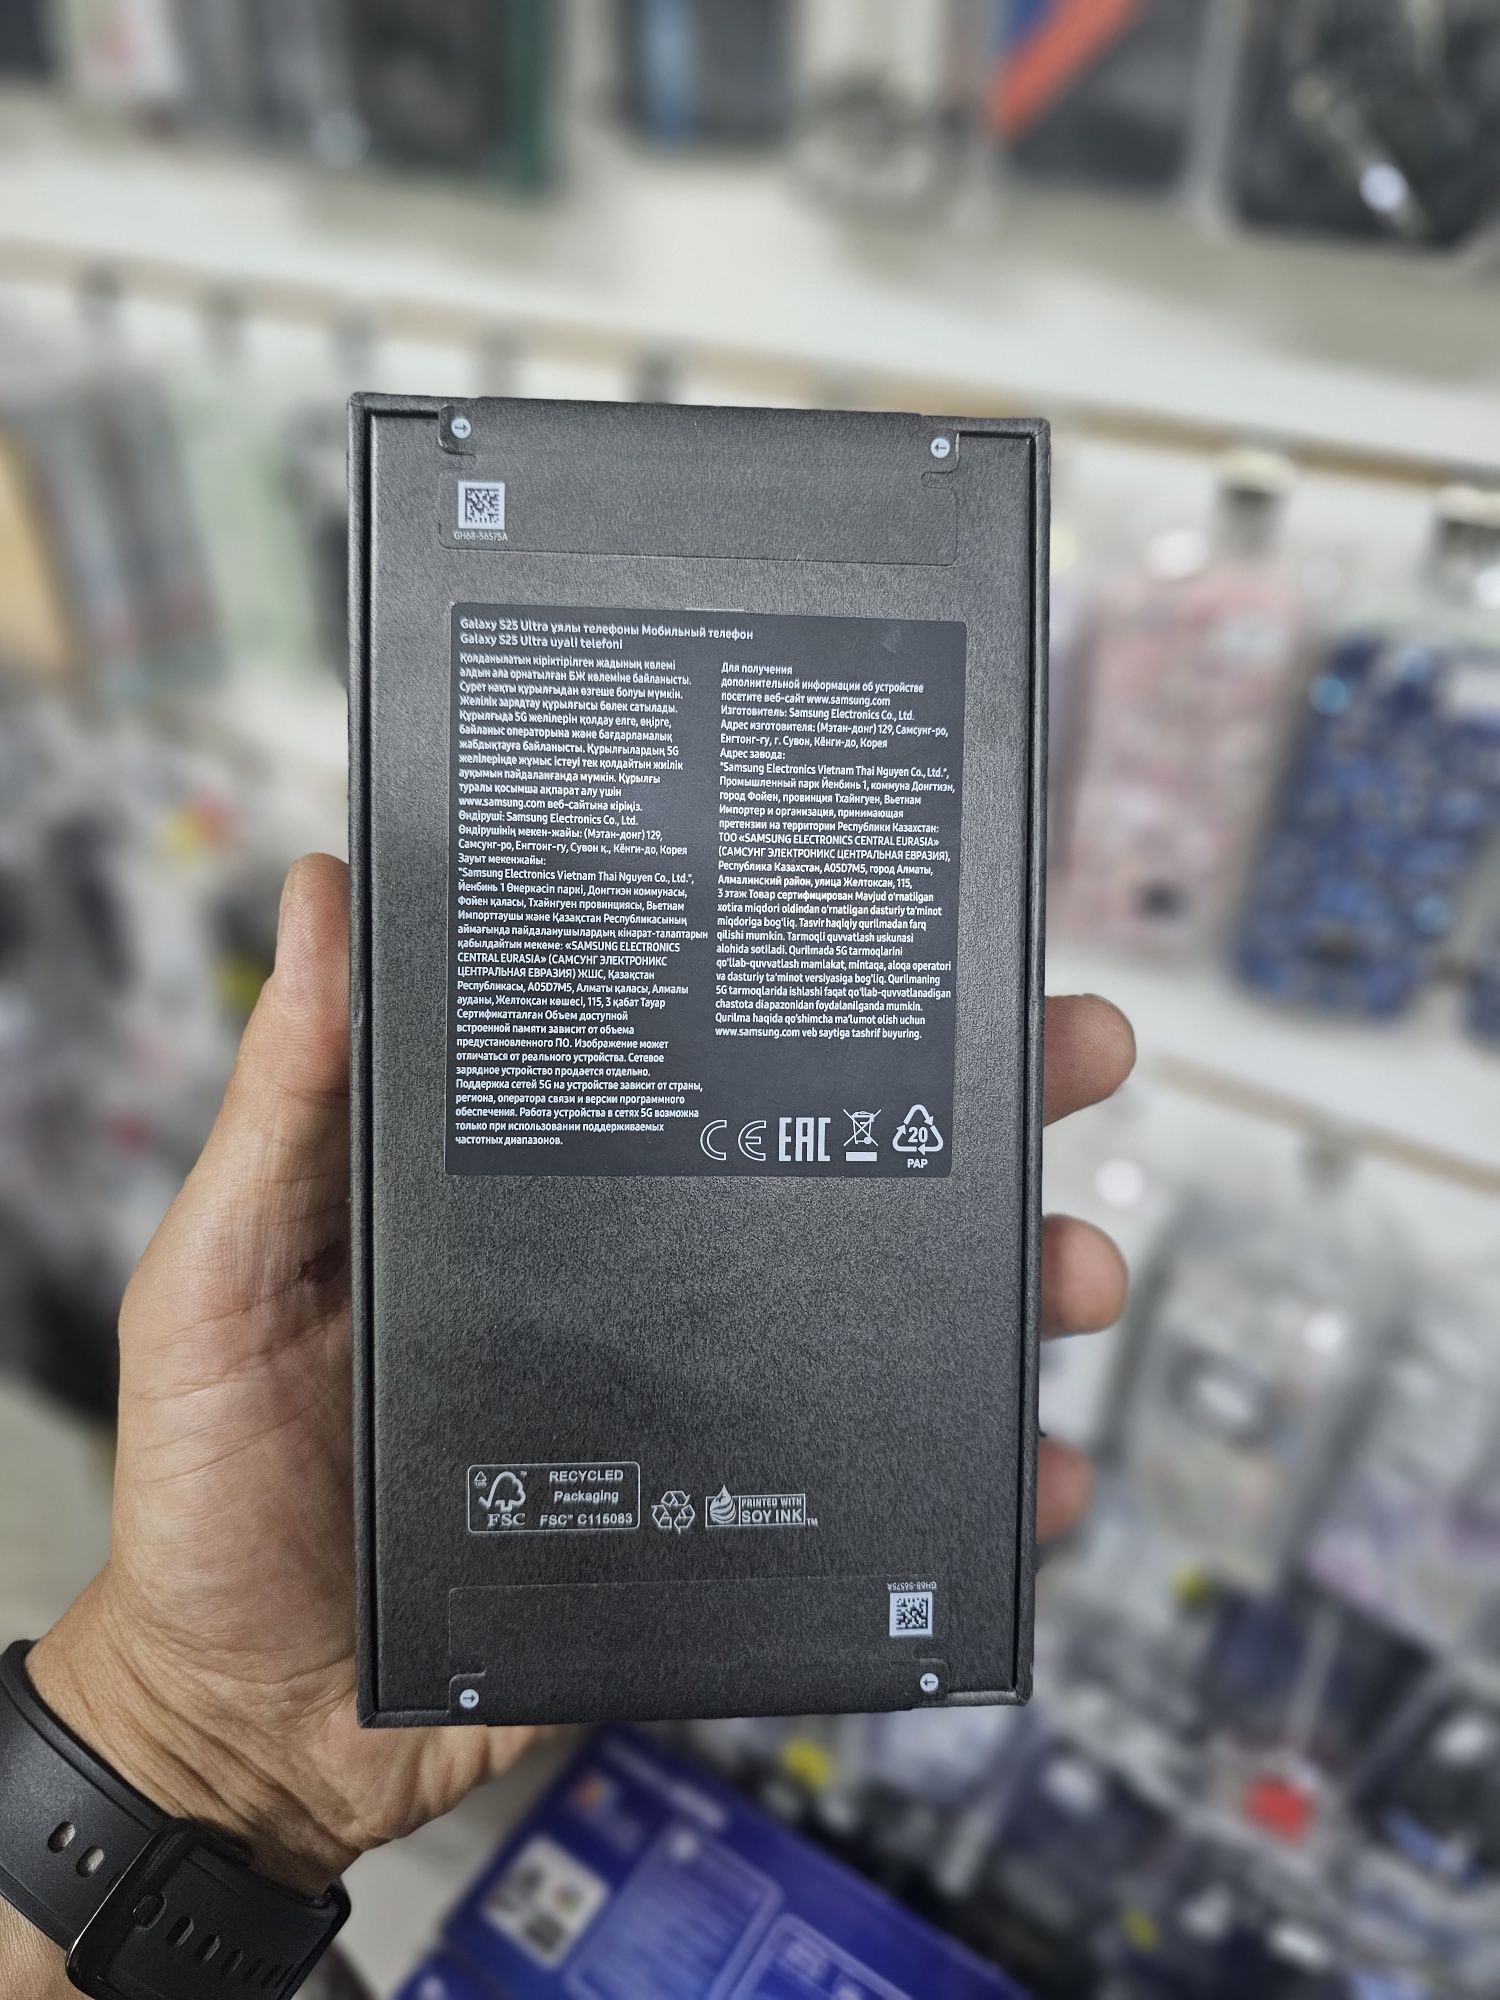 GH68-56575A
Galaxy S25 Ultra ұялы телефоны Мобильный телефон
Galaxy S25 Ultra uyali telefoni
Қолданылатын кіріктірілген жадының көлемі
алдын ала орнатылған БЖ көлеміне байланысты.
Сурет нақты құрылғыдан өзгеше болуы мүмкін.
Желілік зарядтау құрылғысы бөлек сатылады.
Құрылғыда 5G желілерін қолдау елге, өңірге,
байланыс операторына және бағдарламалық
жабдықтауға байланысты. Құрылғылардың 5G
желілерінде жұмыс істеуі тек қолдайтын жиілік
ауқымын пайдаланғанда мүмкін. Құрылғы
туралы қосымша ақпарат алу үшін
www.samsung.com веб-сайтына кіріңіз.
Өндіруші: Samsung Electronics Co., Ltd.
Өндірушінің мекен-жайы: (Мэтан-донг) 129,
Самсунг-ро, Енгтонг-гу, Сувон қ., Кёнги-до, Корея
Зауыт мекенжайы:
"Samsung Electronics Vietnam Thai Nguyen Co., Ltd.",
Йенбинь 1 Өнеркәсіп паркі, Донгтиэн коммунасы,
Фойен қаласы, Тхайнгуен провинциясы, Вьетнам
Импорттаушы және Қазақстан Республикасының
аймағында пайдаланушылардың кінарат-талаптарын
қабылдайтын мекеме: «SAMSUNG ELECTRONICS
CENTRAL EURASIA» (САМСУНГ ЭЛЕКТРОНИКС
ЦЕНТРАЛЬНАЯ ЕВРАЗИЯ) ЖШС, Қазақстан
Республикасы, A05D7M5, Алматы қаласы, Алмалы
ауданы, Желтоқсан көшесі, 115, 3 қабат Тауар
Сертификатталған Объем доступной
встроенной памяти зависит от объема
предустановленного ПО. Изображение может
отличаться от реального устройства. Сетевое
зарядное устройство продается отдельно.
Поддержка сетей 5G на устройстве зависит от страны,
региона, оператора связи и версии программного
обеспечения. Работа устройства в сетях 5G возможна
только при использовании поддерживаемых
частотных диапазонов.
Для получения
дополнительной информации об устройстве
посетите веб-сайт www.samsung.com
Изготовитель: Samsung Electronics Co., Ltd.
Адрес изготовителя: (Мэтан-донг) 129, Самсунг-ро,
Енгтонг-гу, г. Сувон, Кёнги-до, Корея
Адрес завода:
"Samsung Electronics Vietnam Thai Nguyen Co., Ltd.",
Промышленный парк Йенбинь 1, коммуна Донгтиэн,
город Фойен, провинция Тхайнгуен, Вьетнам
Импортер и организация, принимающая
претензии на территории Республики Казахстан:
ТОО «SAMSUNG ELECTRONICS CENTRAL EURASIA»
(САМСУНГ ЭЛЕКТРОНИКС ЦЕНТРАЛЬНАЯ ЕВРАЗИЯ),
Республика Казахстан, A05D7M5, город Алматы,
Алмалинский район, улица Желтоксан, 115,
3 этаж Товар сертифицирован Mavjud o'rnatilgan
xotira miqdori oldindan o'rnatilgan dasturiy ta'minot
miqdoriga bog'liq. Tasvir haqiqiy qurilmadan farq
qilishi mumkin. Tarmoqli quvvatlash uskunasi
alohida sotiladi. Qurilmada 5G tarmoqlarini
qo'llab-quvvatlash mamlakat, mintaqa, aloqa operatori
va dasturiy ta'minot versiyasiga bog'liq. Qurilmaning
5G tarmoqlarida ishlashi faqat qo'llab-quvvatlanadigan
chastota diapazonidan foydalanilganda mumkin.
Qurilma haqida qo'shimcha ma'lumot olish uchun
www.samsung.com veb saytiga tashrif buyuring.
CE EAC 20
PAP
RECYCLED
Packaging
FSC FSC™ C115083
PRINTED WITH
SOY INK™
GH68-56575A